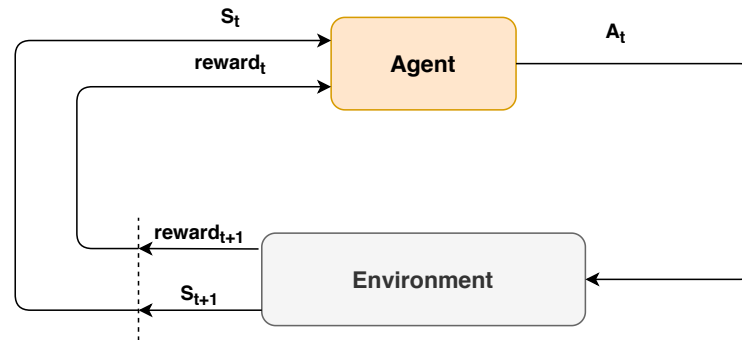 Sₜ
Aₜ
rewardₜ
Agent
rewardₜ₊₁
Environment
Sₜ₊₁